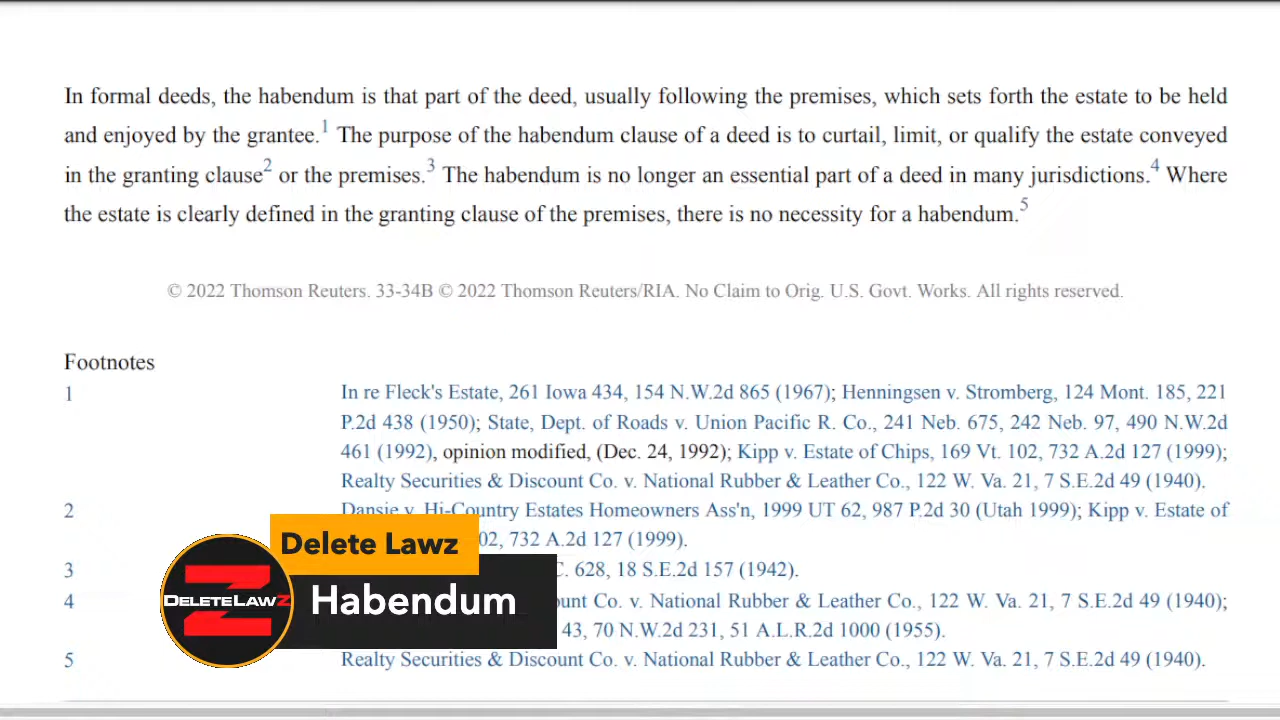 In formal deeds, the habendum is that part of the deed, usually following the premises, which sets forth the estate to be held
and enjoyed by the grantee.1 The purpose of the habendum clause of a deed is to curtail, limit, or qualify the estate conveyed
in the granting clause2 or the premises.3 The habendum is no longer an essential part of a deed in many jurisdictions.4 Where
the estate is clearly defined in the granting clause of the premises, there is no necessity for a habendum.5
© 2022 Thomson Reuters. 33-34B © 2022 Thomson Reuters/RIA. No Claim to Orig. U.S. Govt. Works. All rights reserved.
Footnotes
1 In re Fleck's Estate, 261 Iowa 434, 154 N.W.2d 865 (1967); Henningsen v. Stromberg, 124 Mont. 185, 221
P.2d 438 (1950); State, Dept. of Roads v. Union Pacific R. Co., 241 Neb. 675, 242 Neb. 97, 490 N.W.2d
461 (1992), opinion modified, (Dec. 24, 1992); Kipp v. Estate of Chips, 169 Vt. 102, 732 A.2d 127 (1999);
Realty Securities & Discount Co. v. National Rubber & Leather Co., 122 W. Va. 21, 7 S.E.2d 49 (1940).
2 Dansie v. Hi-Country Estates Homeowners Ass'n, 1999 UT 62, 987 P.2d 30 (Utah 1999); Kipp v. Estate of
02, 732 A.2d 127 (1999).
3 628, 18 S.E.2d 157 (1942).
4 Co. v. National Rubber & Leather Co., 122 W. Va. 21, 7 S.E.2d 49 (1940);
43, 70 N.W.2d 231, 51 A.L.R.2d 1000 (1955).
5 Realty Securities & Discount Co. v. National Rubber & Leather Co., 122 W. Va. 21, 7 S.E.2d 49 (1940).
Delete Lawz
DELETELAWZ
Habendum